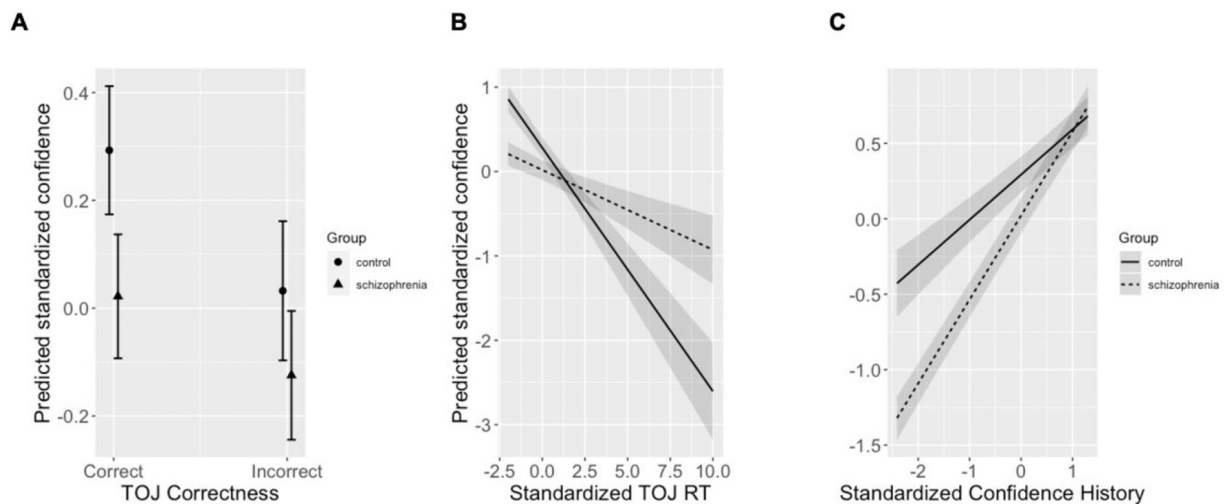 A
B
C
Predicted standardized confidence
0.4
0.2
0.0
-0.2
Correct
Incorrect
TOJ Correctness
Group
control
schizophrenia
Predicted standardized confidence
1
0
-1
-2
-3
-2.5
0.0
2.5
5.0
7.5
10.0
Standardized TOJ RT
0.5
0.0
-0.5
-1.0
-1.5
-2
-1
0
1
Standardized Confidence History
Group
control
schizophrenia